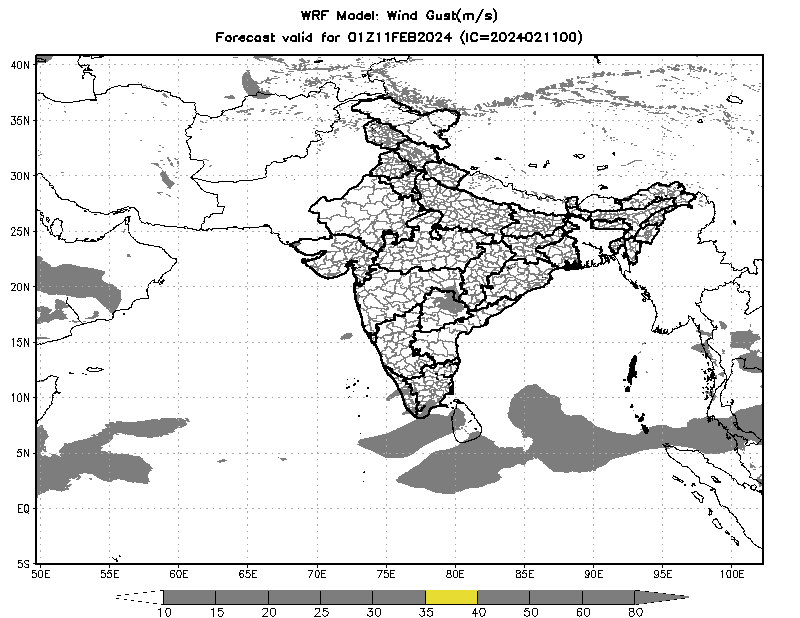 WRF Model: Wind Gust(m/s)
Forecast valid for 01Z11FEB2024 (IC=2024021100)
40N
35N
30N
25N
20N
15N
10N
5N
EQ
5S
50E 55E 60E 65E 70E 75E 80E 85E 90E 95E 100E
10 15 20 25 30 35 40 50 60 80